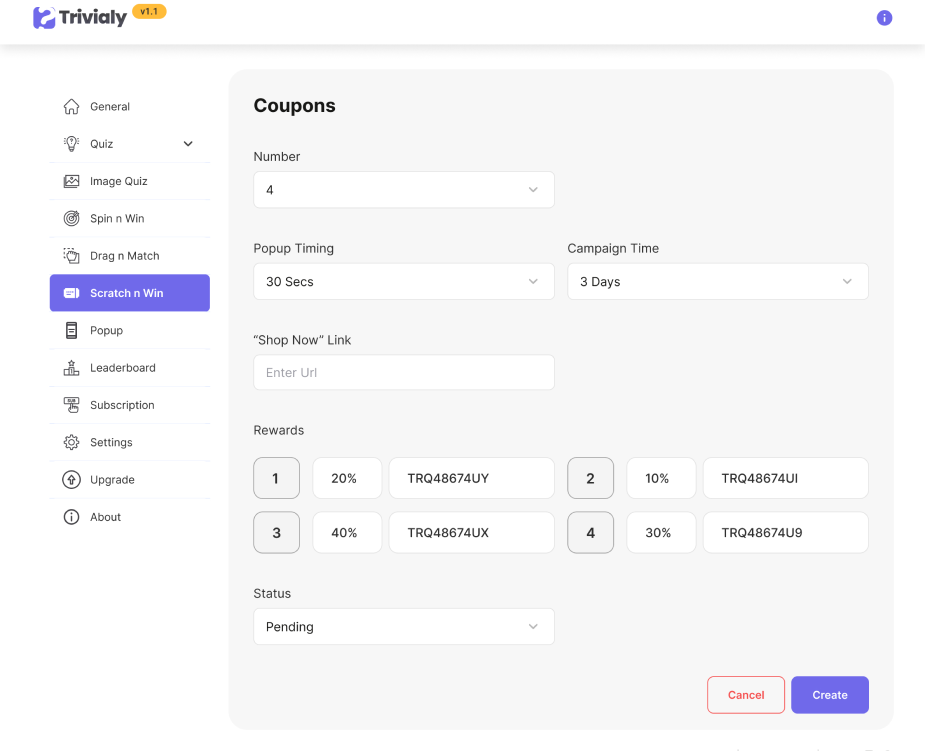 Trivialy v1.1
General
Quiz
Image Quiz
Spin n Win
Drag n Match
Scratch n Win
Popup
Leaderboard
Subscription
Settings
Upgrade
About
Coupons
Number
4
Popup Timing Campaign Time
30 Secs 3 Days
“Shop Now” Link
Enter Url
Rewards
1 20% TRQ48674UY 2 10% TRQ48674UI
3 40% TRQ48674UX 4 30% TRQ48674U9
Status
Pending
Cancel Create